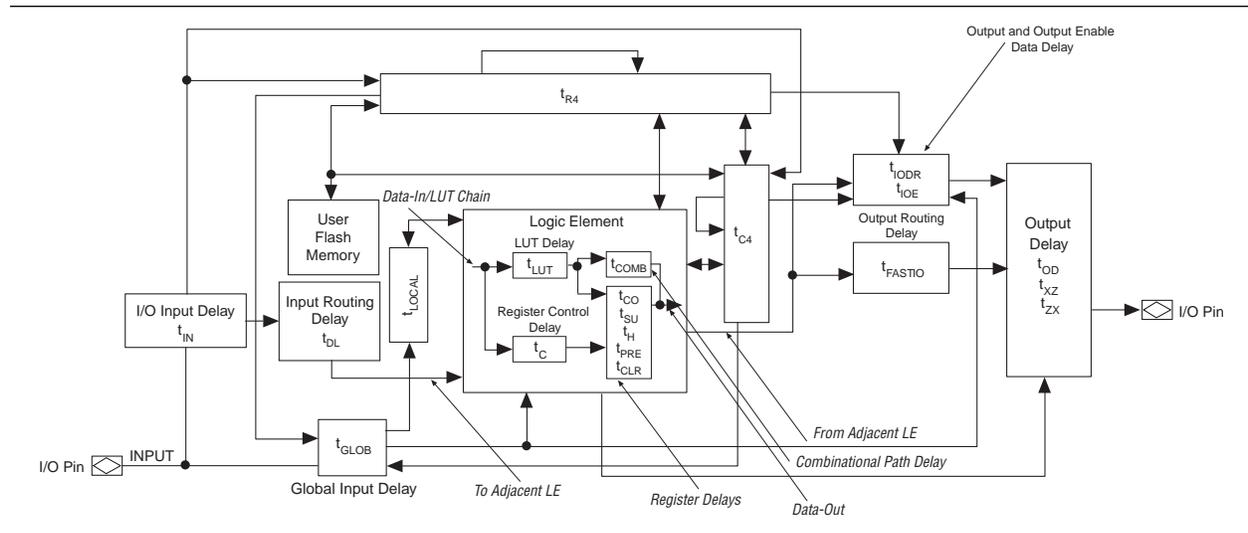 Output and Output Enable
Data Delay
tR4
tIODR
tIOE
Data-In/LUT Chain
User
Flash
Memory
Logic Element
LUT Delay
tLUT
tCOMB
tC4
Output Routing
Delay
tFASTIO
Output
Delay
tOD
tXZ
tZX
I/O Pin
I/O Input Delay
tIN
Input Routing
Delay
tDL
tLOCAL
Register Control
Delay
tC
tCO
tSU
tH
tPRE
tCLR
From Adjacent LE
Combinational Path Delay
I/O Pin
INPUT
tGLOB
Global Input Delay
To Adjacent LE
Register Delays
Data-Out